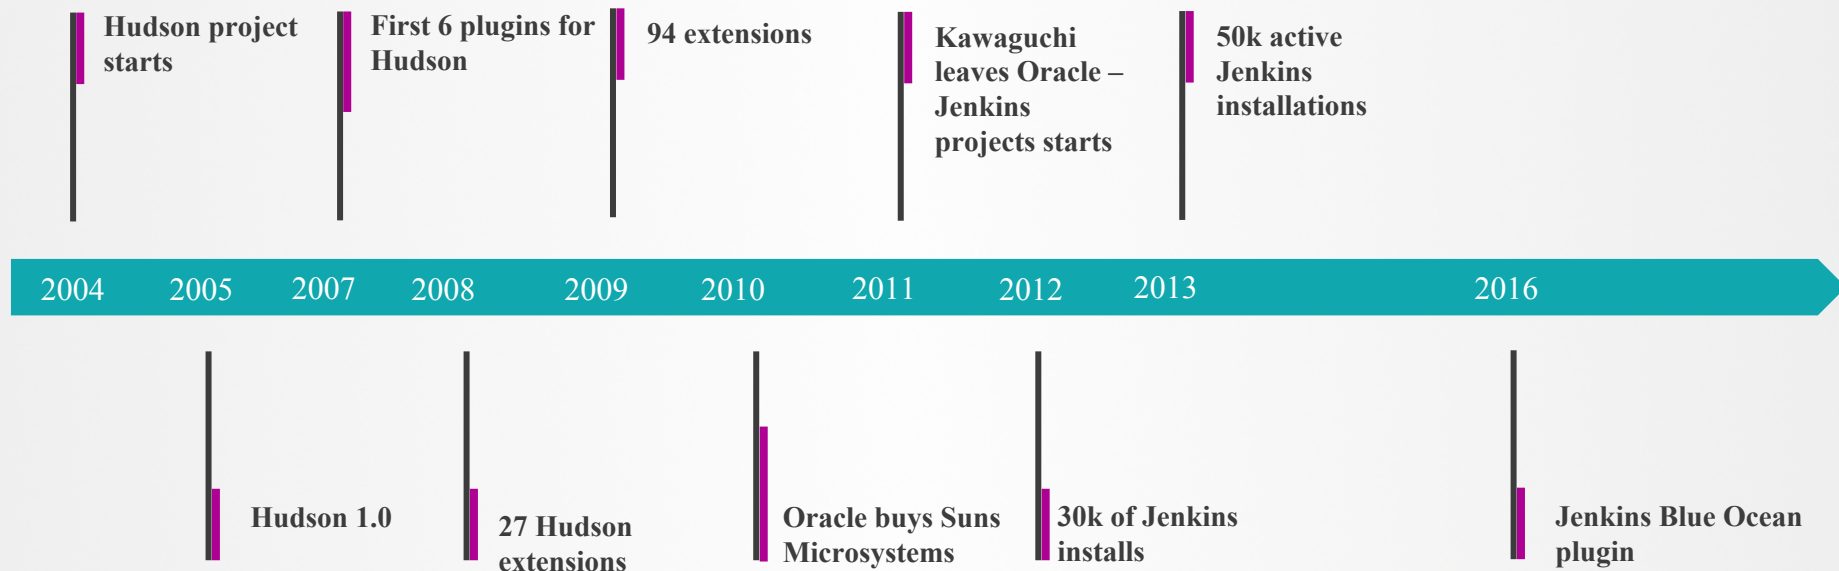 Hudson project
starts
First 6 plugins for
Hudson
94 extensions
Kawaguchi
leaves Oracle –
Jenkins
projects starts
50k active
Jenkins
installations
2004 2005 2007 2008 2009 2010 2011 2012 2013 2016
Hudson 1.0
27 Hudson
extensions
Oracle buys Suns
Microsystems
30k of Jenkins
installs
Jenkins Blue Ocean
plugin